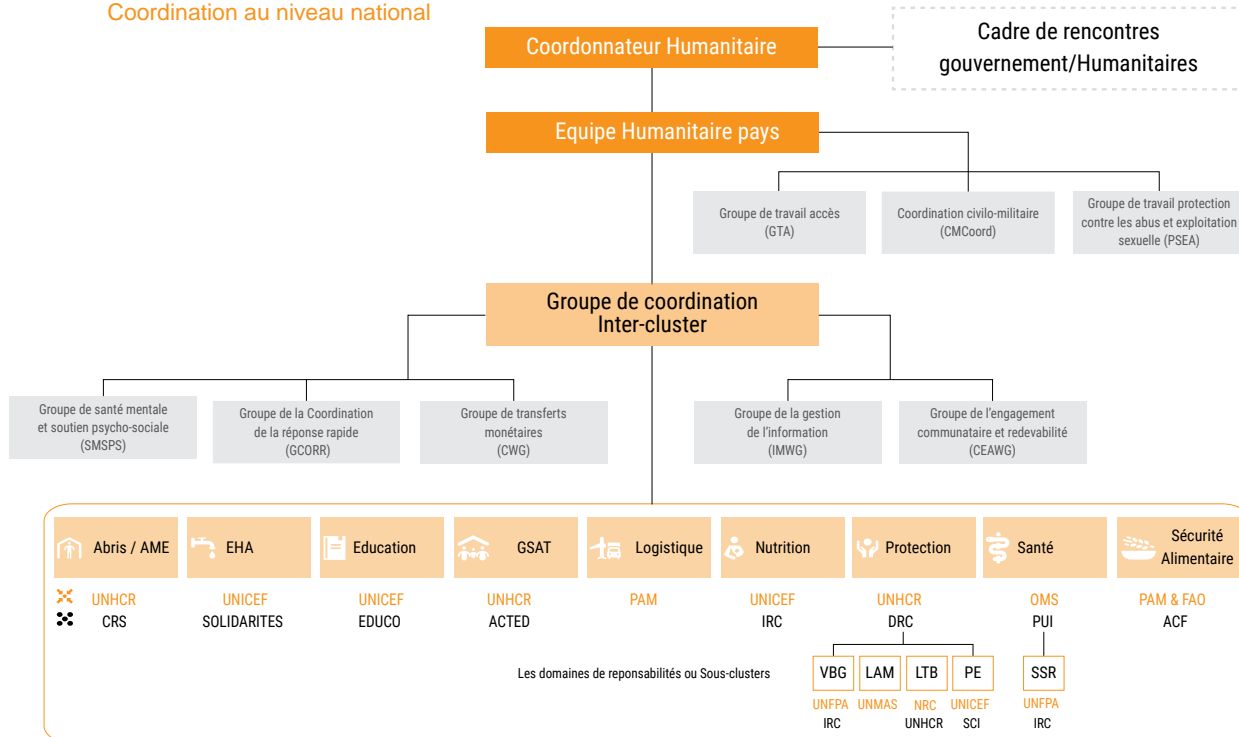 Coordination au niveau national
Coordonnateur Humanitaire
Cadre de rencontres
gouvernement/Humanitaires
Equipe Humanitaire pays
Groupe de travail accès
(GTA)
Coordination civilo-militaire
(CMCoord)
Groupe de travail protection
contre les abus et exploitation
sexuelle (PSEA)
Groupe de coordination
Inter-cluster
Groupe de santé mentale
et soutien psycho-sociale
(SMSPS)
Groupe de la Coordination
de la réponse rapide
(GCORR)
Groupe de transferts
monétaires
(CWG)
Groupe de la gestion
de l'information
(IMWG)
Groupe de l'engagement
communataire et redevabilité
(CEAWG)
Abris / AME
EHA
Education
GSAT
Logistique
Nutrition
Protection
Santé
Sécurité
Alimentaire
UNHCR
UNICEF
UNICEF
UNHCR
PAM
UNICEF
UNHCR
OMS
PAM & FAO
CRS
SOLIDARITES
EDUCO
ACTED
IRC
DRC
PUI
ACF
Les domaines de reponsabilités ou Sous-clusters
VBG
LAM
LTB
PE
SSR
UNFPA
UNMAS
NRC
UNICEF
UNFPA
IRC
UNHCR
SCI
IRC